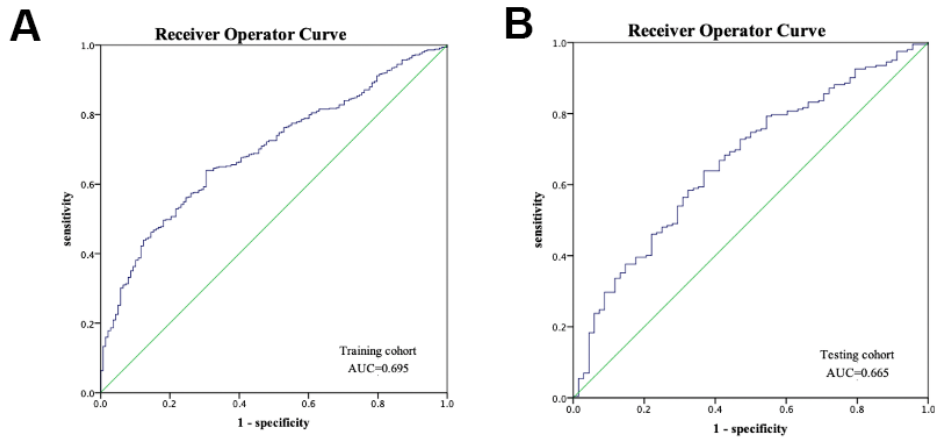 A
Receiver Operator Curve
1.0
0.8
0.6
0.4
0.2
0.0
sensitivity
0.0 0.2 0.4 0.6 0.8 1.0
1 - specificity
Training cohort
AUC=0.695
B
Receiver Operator Curve
1.0
0.8
0.6
0.4
0.2
0.0
sensitivity
0.0 0.2 0.4 0.6 0.8 1.0
1 - specificity
Testing cohort
AUC=0.665